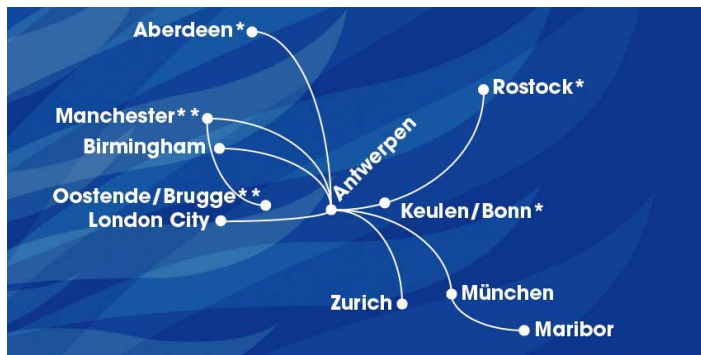 Aberdeen*
Rostock*
Manchester**
Antwerpen
Birmingham
Oostende/Brugge**
Keulen/Bonn*
London City
München
Zurich
Maribor